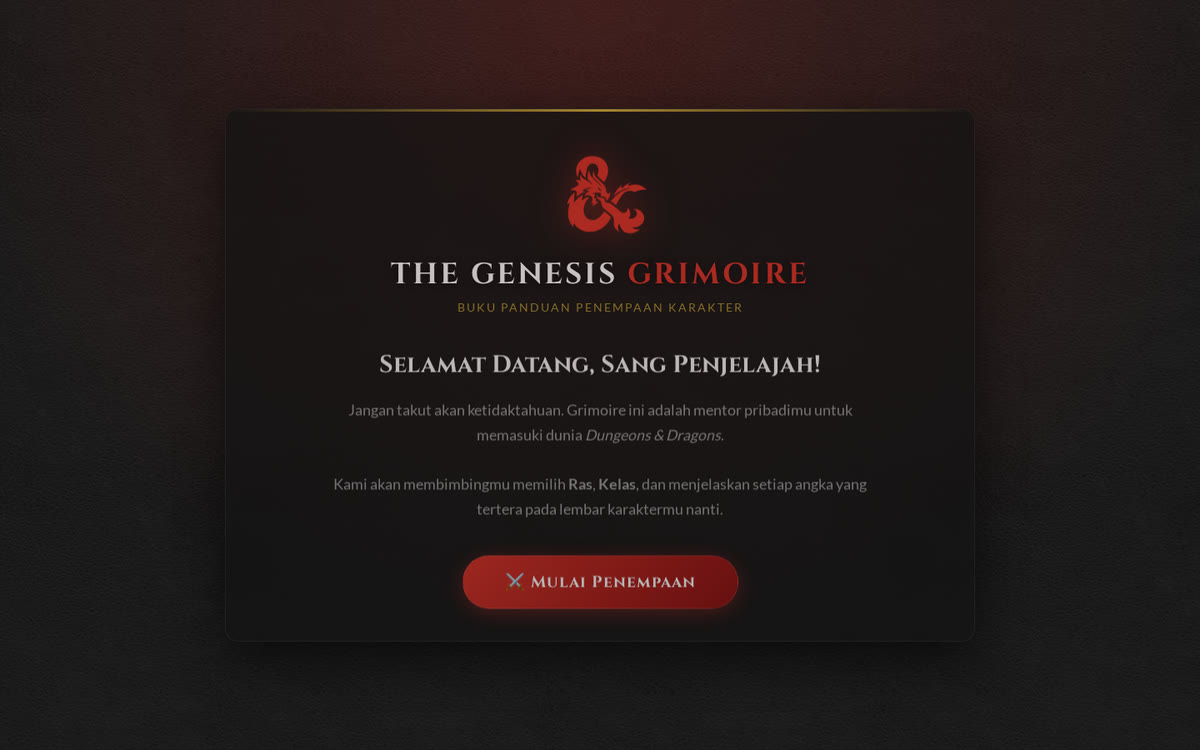 THE GENESIS GRIMOIRE
BUKU PANDUAN PENEMPAAN KARAKTER
Selamat Datang, Sang Penjelajah!
Jangan takut akan ketidaktahuan. Grimoire ini adalah mentor pribadimu untuk
memasuki dunia Dungeons & Dragons.
Kami akan membimbingmu memilih Ras, Kelas, dan menjelaskan setiap angka yang
tertera pada lembar karaktermu nanti.
⚔️ Mulai Penempaan